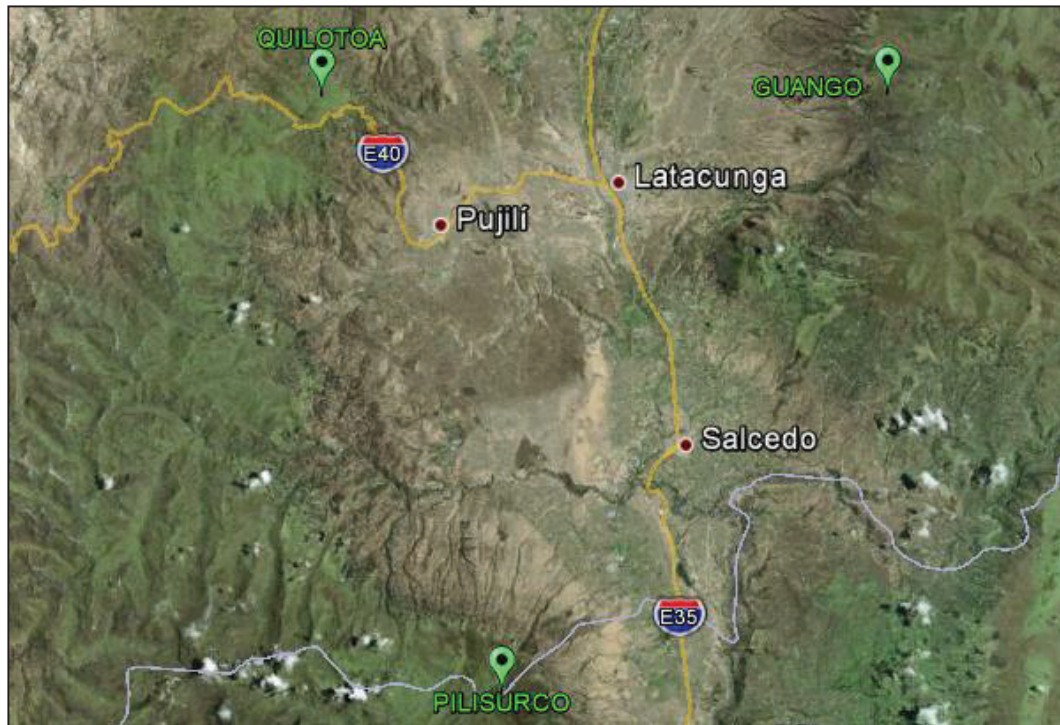 QUILOTOA
GUANGO
E40
Latacunga
Pujilí
Salcedo
E35
PILISURCO